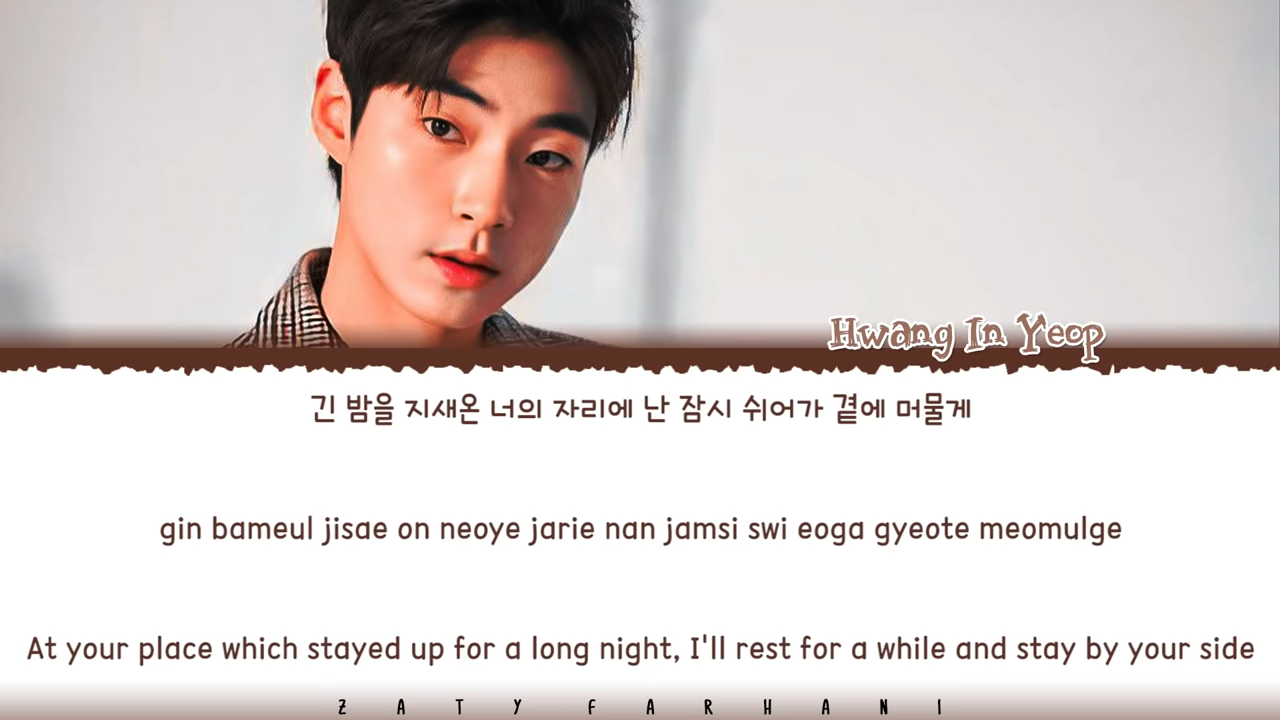 Hwang In Yeop
긴 밤을 지새온 너의 자리에 난 잠시 쉬어가 곁에 머물게
gin bameul jisae on neoye jarie nan jamsi swi eoga gyeote meomulge
At your place which stayed up for a long night, I'll rest for a while and stay by your side
ZATY FARHANI